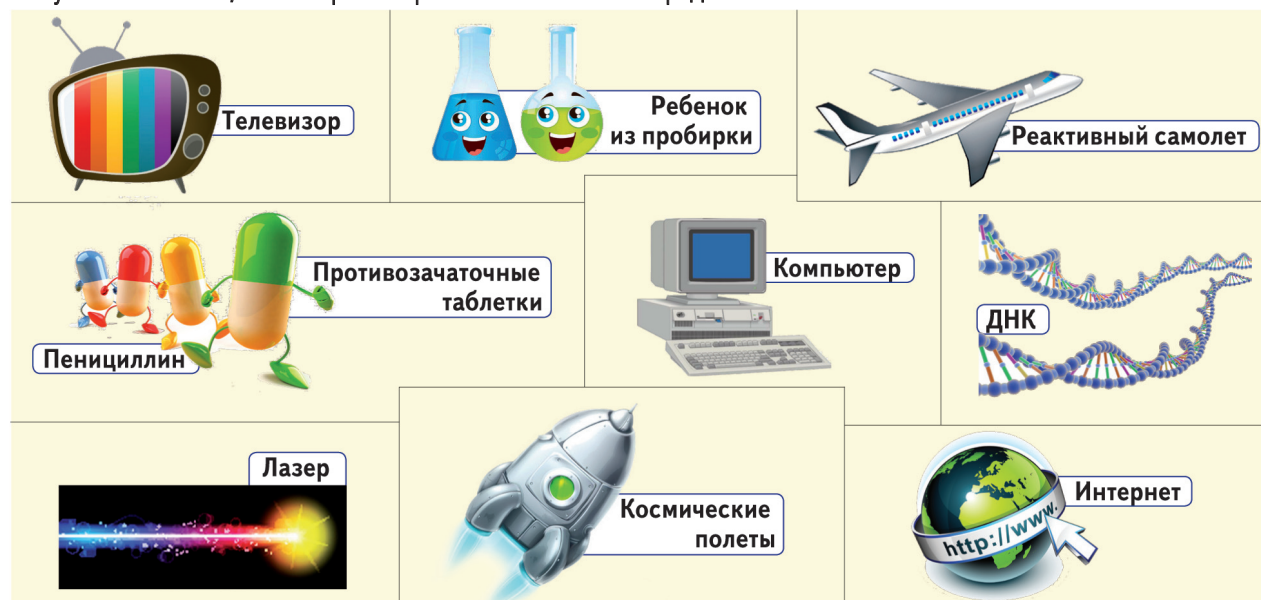 Телевизор
Ребенок
из пробирки
Реактивный самолет
Противозачаточные
таблетки
Пенициллин
Компьютер
ДНК
Лазер
Космические
полеты
Интернет
http://www.